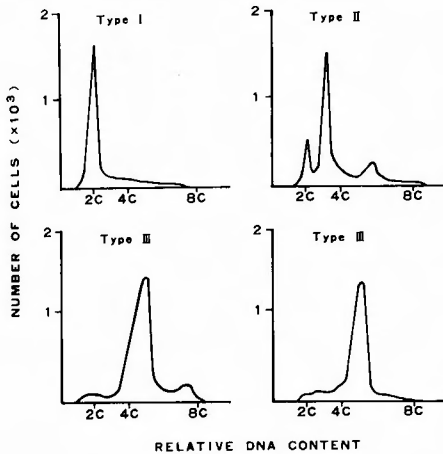 Type I
Type II
2
1
2C 4C 8C
2
1
2C 4C 8C
Type III
Type III
2
1
2C 4C 8C
2
1
2C 4C 8C
NUMBER OF CELLS (×10³)
RELATIVE DNA CONTENT